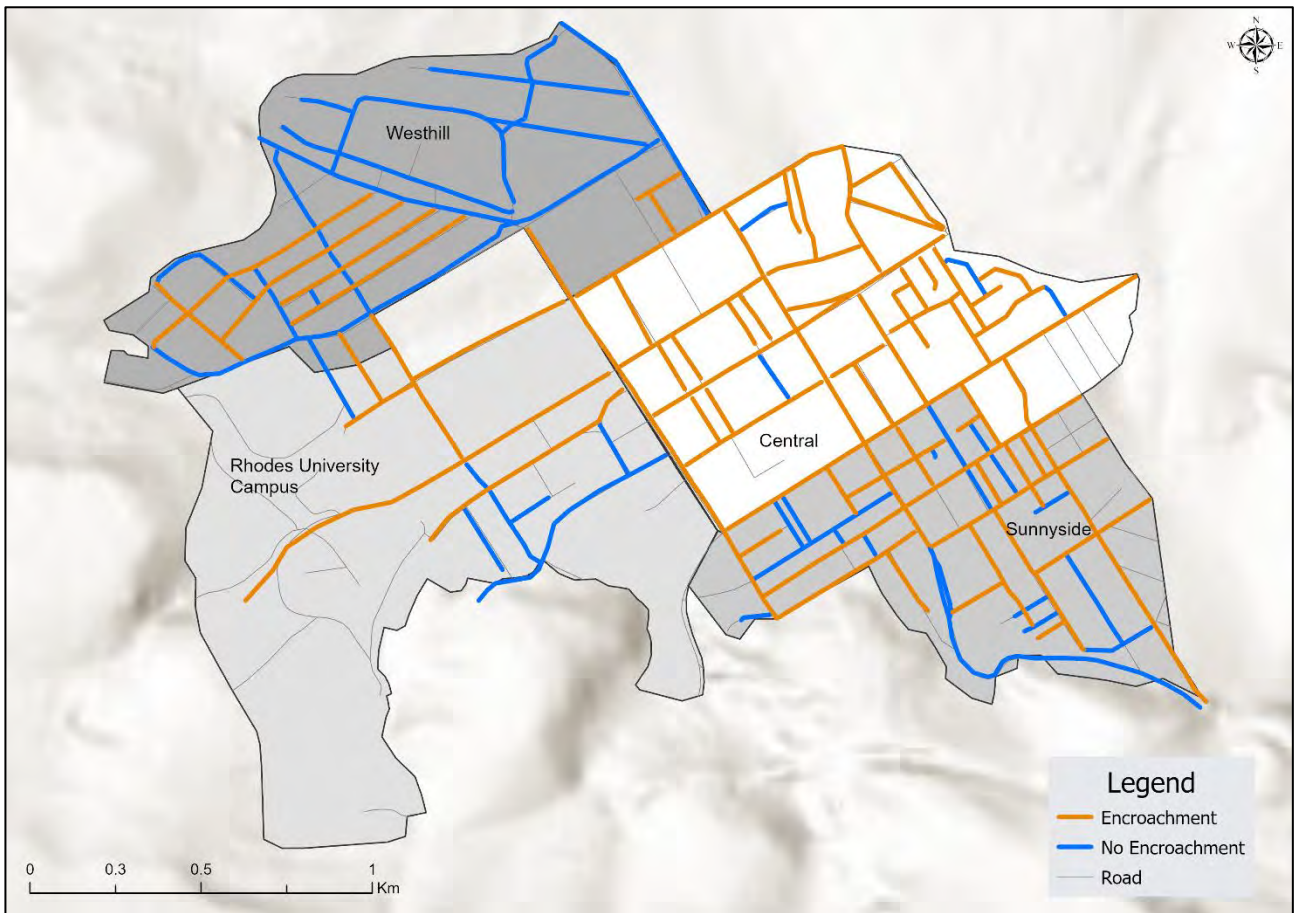 N
W E
S
Westhill
Central
Rhodes University
Campus
Sunnyside
Legend
Encroachment
No Encroachment
Road
0 0.3 0.5 1
Km